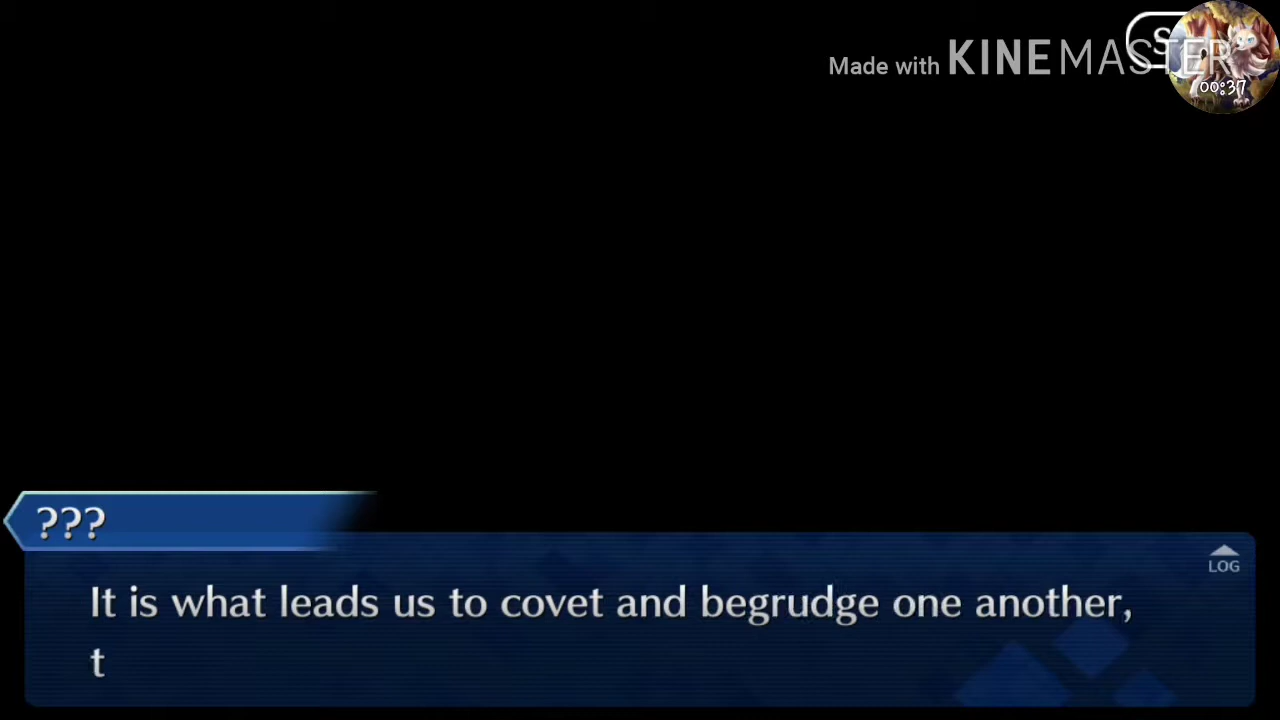 Made with KINEMASTER
S
00:37
???
LOG
It is what leads us to covet and begrudge one another,
t